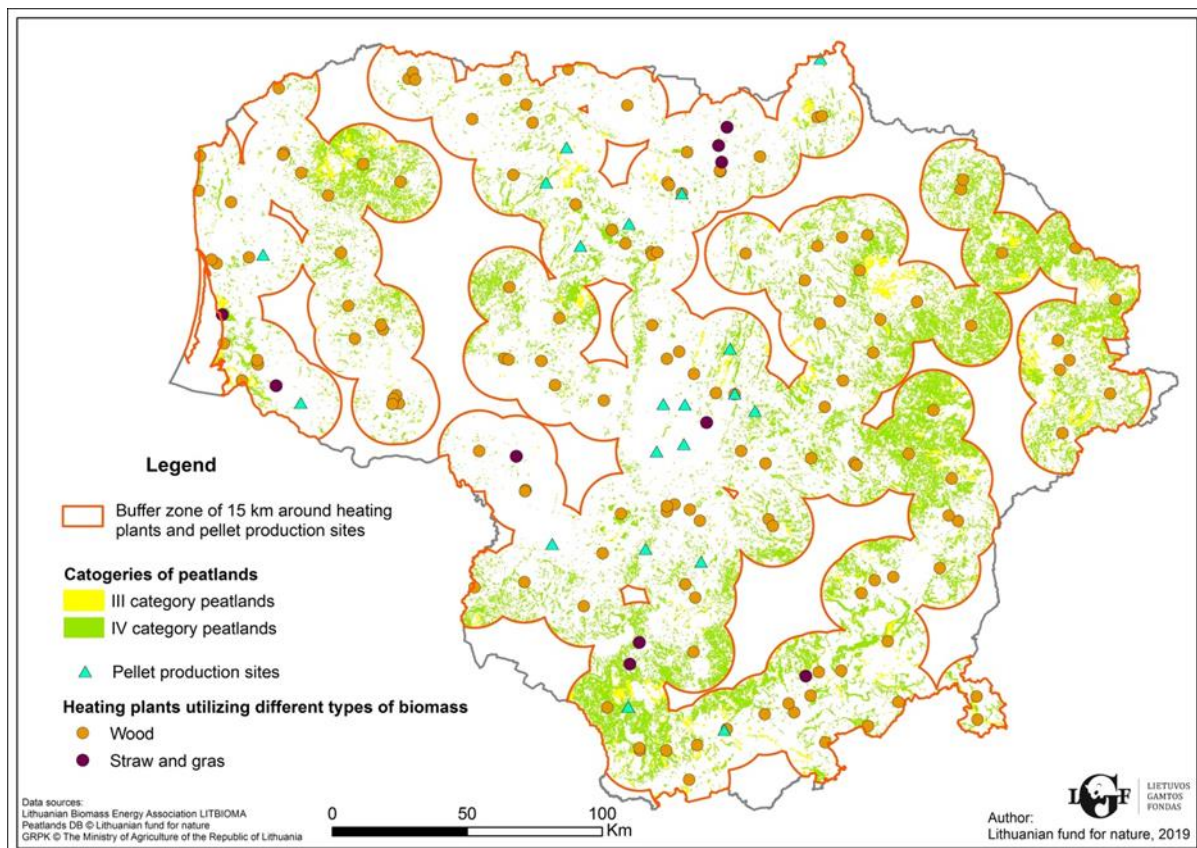 Legend
Buffer zone of 15 km around heating
plants and pellet production sites
Catogeries of peatlands
III category peatlands
IV category peatlands
Pellet production sites
Heating plants utilizing different types of biomass
Wood
Straw and gras
Data sources:
Lithuanian Biomass Energy Association LITBIOMA
Peatlands DB © Lithuanian fund for nature
GRPK © The Ministry of Agriculture of the Republic of Lithuania
0 50 100
Km
LGF
LIETUVOS
GAMTOS
FONDAS
Author:
Lithuanian fund for nature, 2019